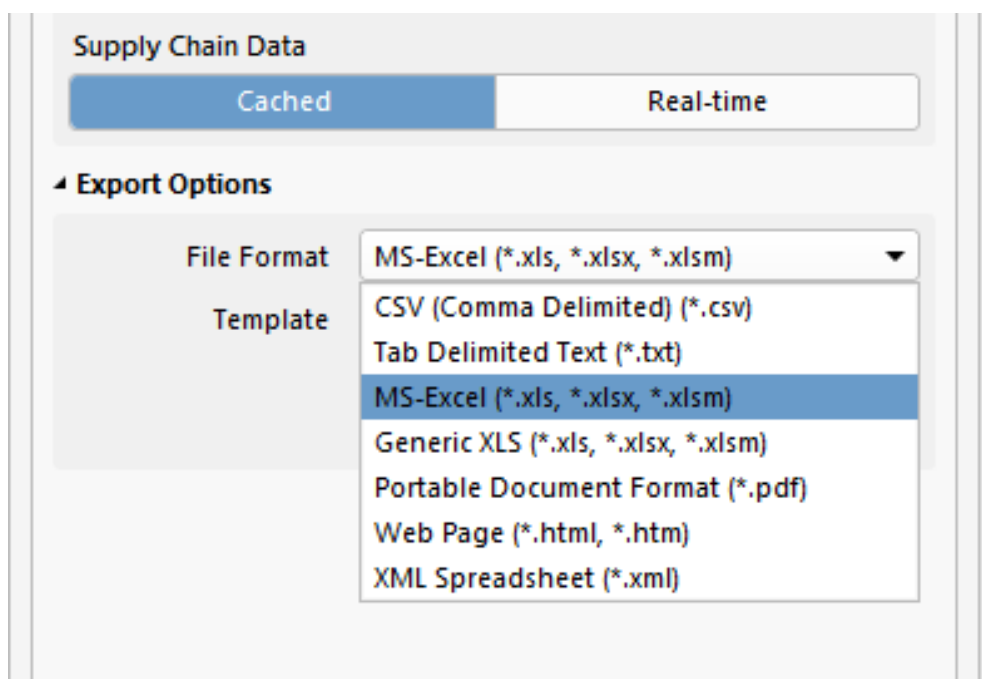 Supply Chain Data
Cached Real-time
Export Options
File Format MS-Excel (*.xls, *.xlsx, *.xlsm)
Template CSV (Comma Delimited) (*.csv)
Tab Delimited Text (*.txt)
MS-Excel (*.xls, *.xlsx, *.xlsm)
Generic XLS (*.xls, *.xlsx, *.xlsm)
Portable Document Format (*.pdf)
Web Page (*.html, *.htm)
XML Spreadsheet (*.xml)